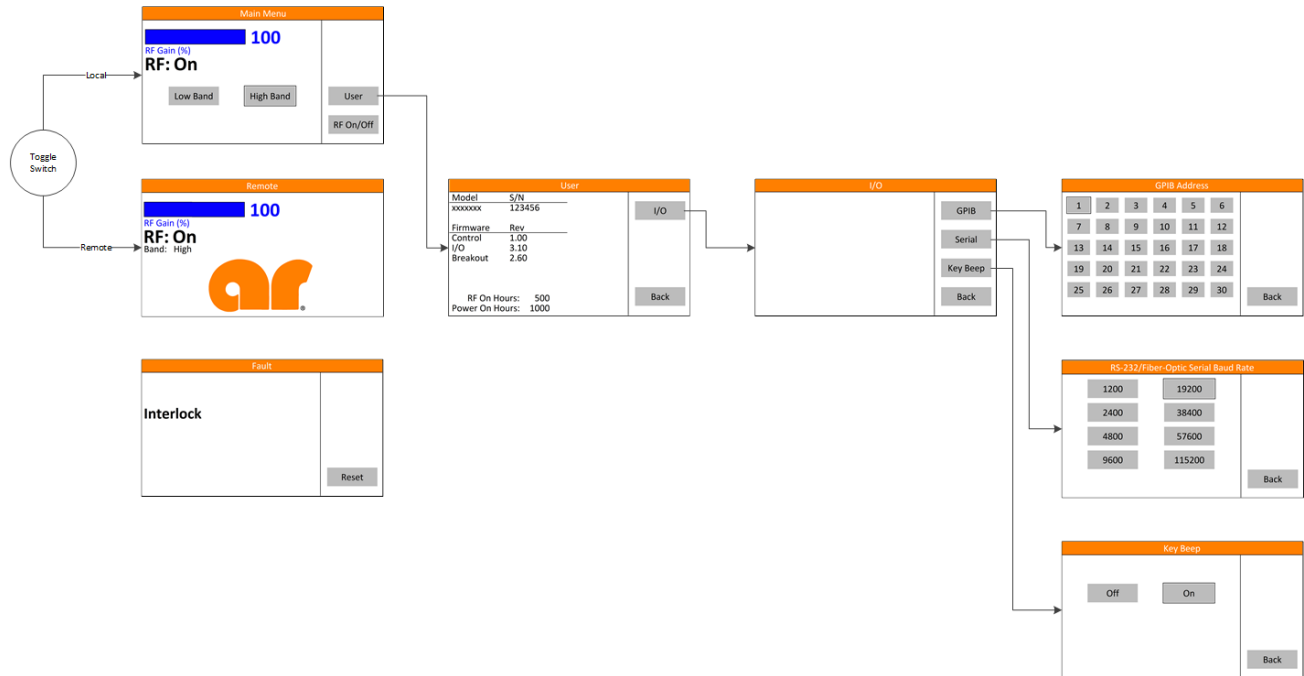 Toggle
Switch
Local
Remote
Main Menu
100
RF Gain (%)
RF: On
Low Band
High Band
User
RF On/Off
Remote
100
RF Gain (%)
RF: On
Band: High
ar
Fault
Interlock
Reset
User
Model S/N
xxxxxxx 123456
Firmware Rev
Control 1.00
I/O 3.10
Breakout 2.60
RF On Hours: 500
Power On Hours: 1000
I/O
Back
I/O
GPIB
Serial
Key Beep
Back
GPIB Address
1 2 3 4 5 6
7 8 9 10 11 12
13 14 15 16 17 18
19 20 21 22 23 24
25 26 27 28 29 30
Back
RS-232/Fiber-Optic Serial Baud Rate
1200 19200
2400 38400
4800 57600
9600 115200
Back
Key Beep
Off On
Back